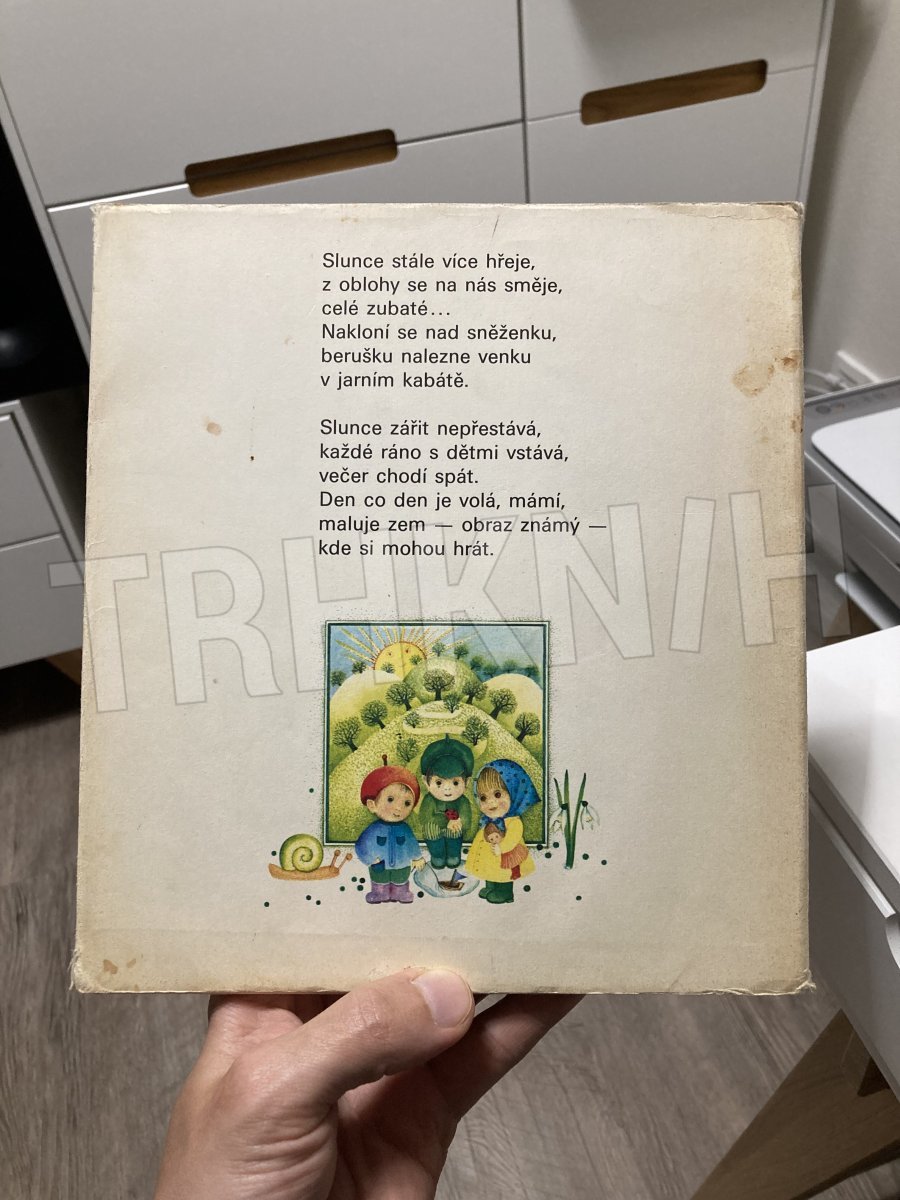 Slunce stále více hřeje,
z oblohy se na nás směje,
celé zubaté...
Nakloní se nad sněženku,
berušku nalezne venku
v jarním kabátě.
Slunce zářit nepřestává,
každé ráno s dětmi vstává,
večer chodí spát.
Den co den je volá, mámí,
maluje zem — obraz známý —
kde si mohou hrát.
TRHKNIH